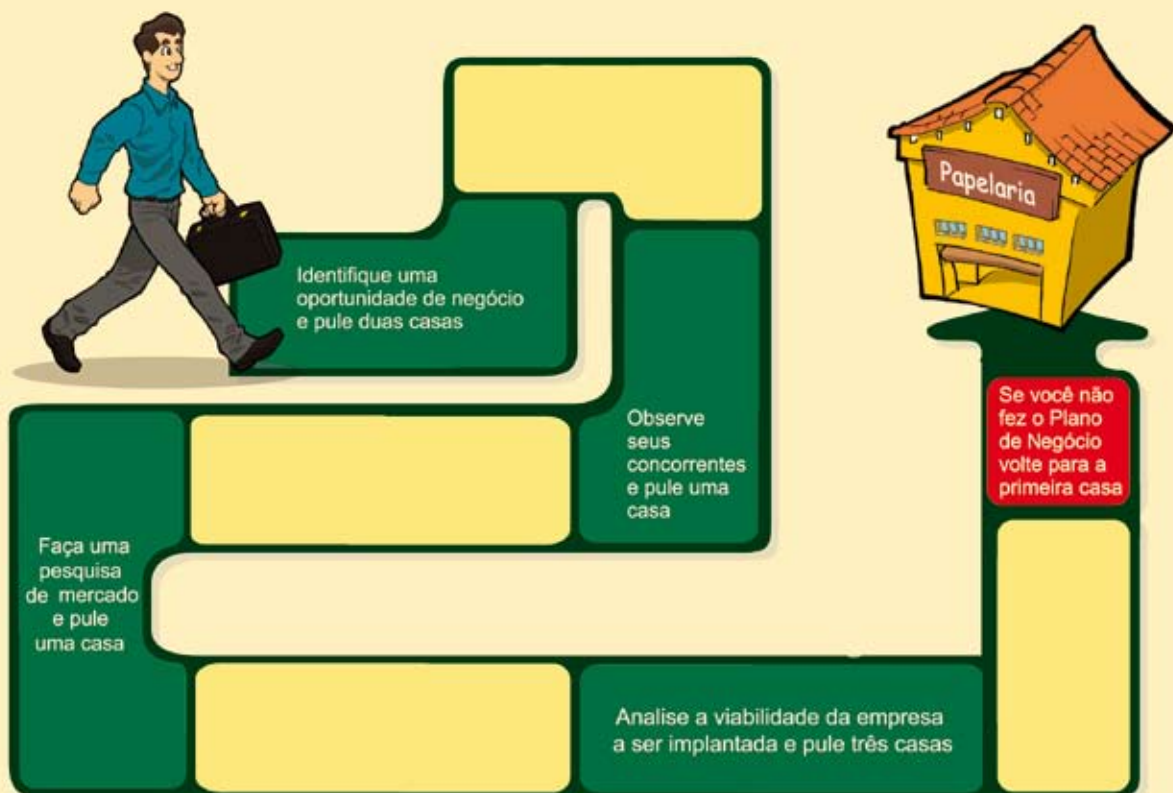 Papelaria
Identifique uma
oportunidade de negócio
e pule duas casas
Observe
seus
concorrentes
e pule uma
casa
Faça uma
pesquisa
de mercado
e pule
uma casa
Analise a viabilidade da empresa
a ser implantada e pule três casas
Se você não
fez o Plano
de Negócio
volte para a
primeira casa